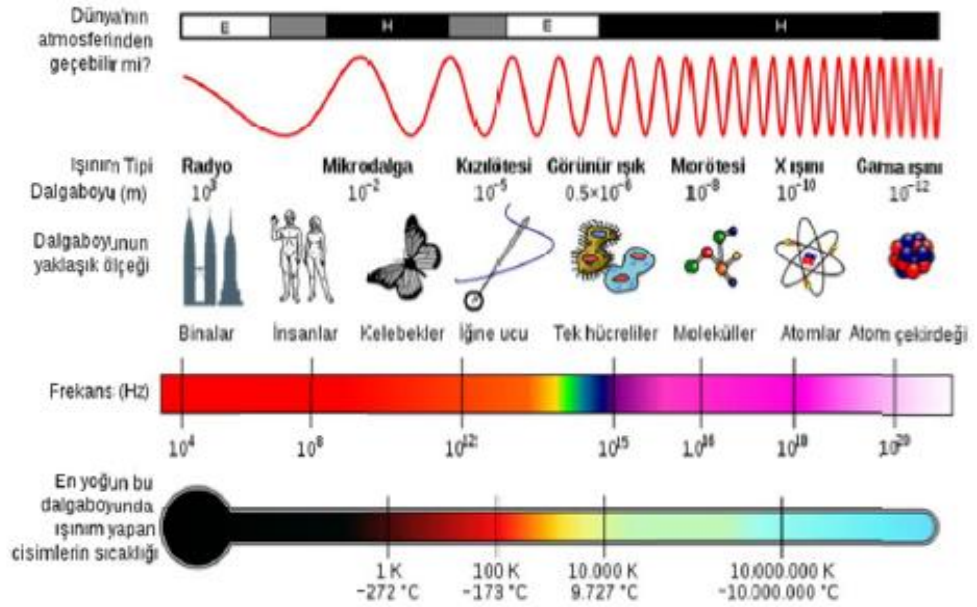 Dünya'nın
atmosferinden
geçebilir mi?
E H E H
Işınım Tipi Radyo Mikrodalga Kızılötesi Görünür ışık Morötesi X ışını Gama ışını
Dalgaboyu (m) 10³ 10⁻² 10⁻⁵ 0.5×10⁻⁶ 10⁻⁸ 10⁻¹⁰ 10⁻¹²
Dalgaboyunun
yaklaşık ölçeği
Binalar İnsanlar Kelebekler İğne ucu Tek hücreliler Moleküller Atomlar Atom çekirdeği
Frekans (Hz)
10⁴ 10⁸ 10¹² 10¹⁵ 10¹⁶ 10¹⁸ 10²⁰
En yoğun bu
dalgaboyunda
ışınım yapan
cisimlerin sıcaklığı
1 K 100 K 10.000 K 10.000.000 K
−272 °C −173 °C 9.727 °C ~10.000.000 °C